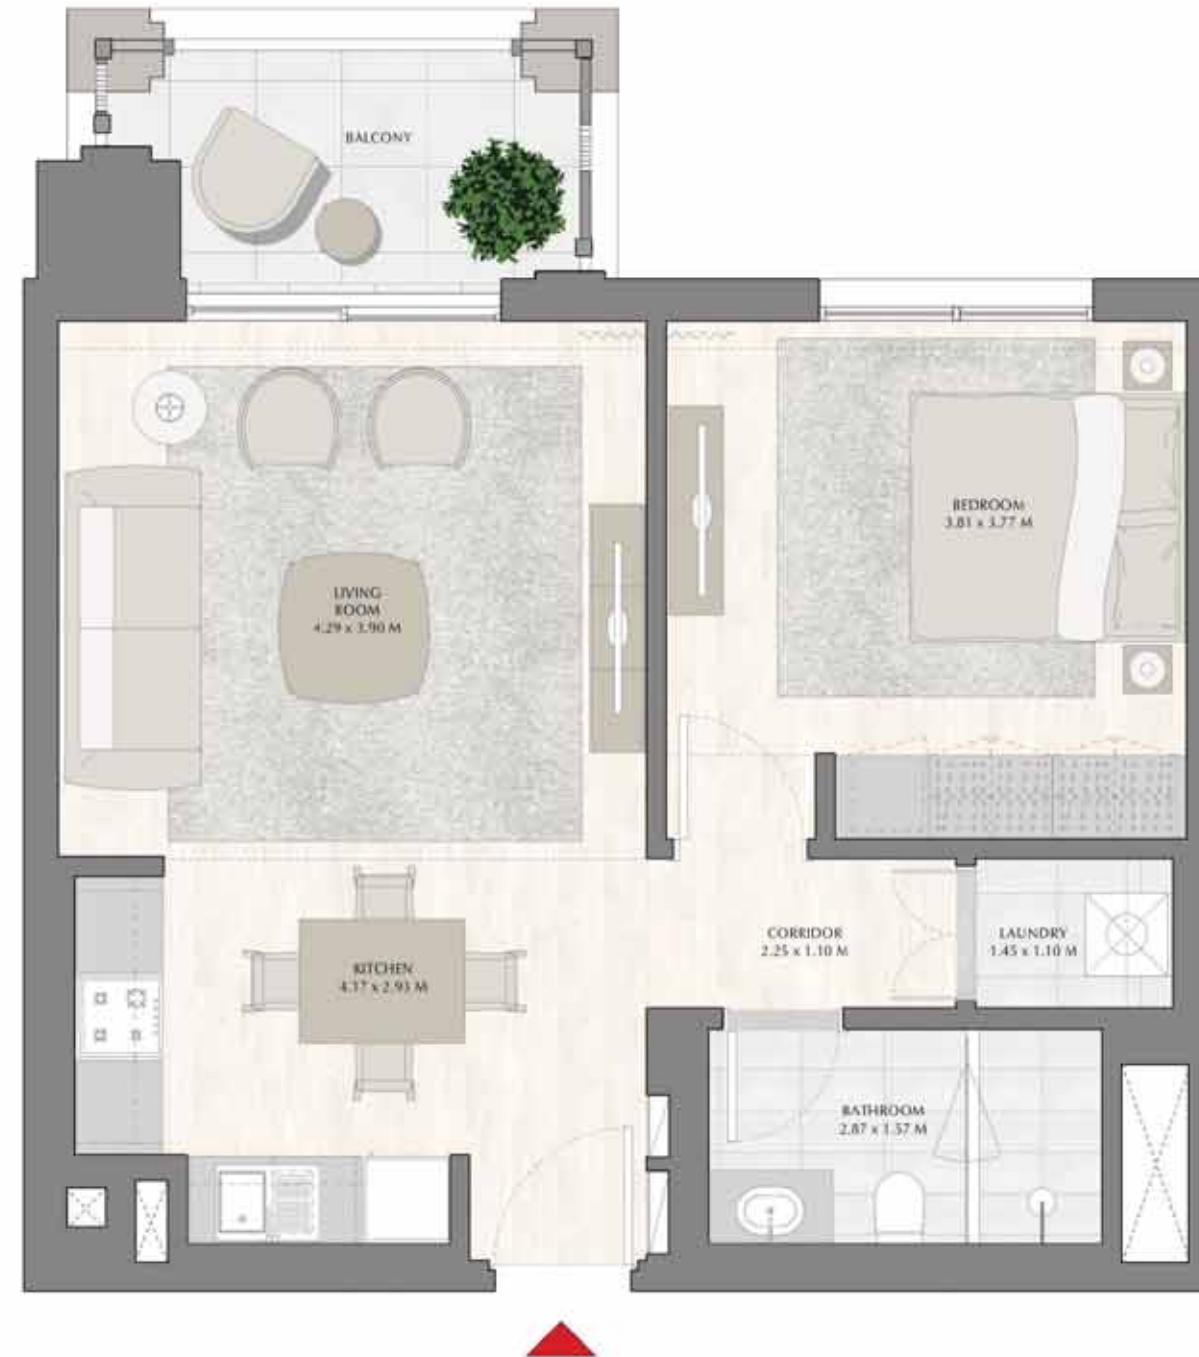 BALCONY
BEDROOM
3.81 x 3.77 M
LIVING
ROOM
4.29 x 3.90 M
CORRIDOR
2.25 x 1.10 M
LAUNDRY
1.45 x 1.10 M
KITCHEN
4.17 x 2.93 M
BATHROOM
2.87 x 1.57 M